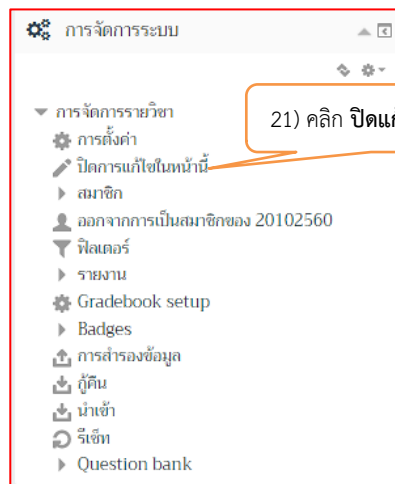 การจัดการระบบ
การจัดการรายวิชา
21) คลิก ปิดแก้
การตั้งค่า
ปิดการแก้ไขในหน้านี้
สมาชิก
ออกจากการเป็นสมาชิกของ 20102560
ฟิลเตอร์
รายงาน
Gradebook setup
Badges
การสำรองข้อมูล
กู้คืน
นำเข้า
รีเซ็ท
Question bank